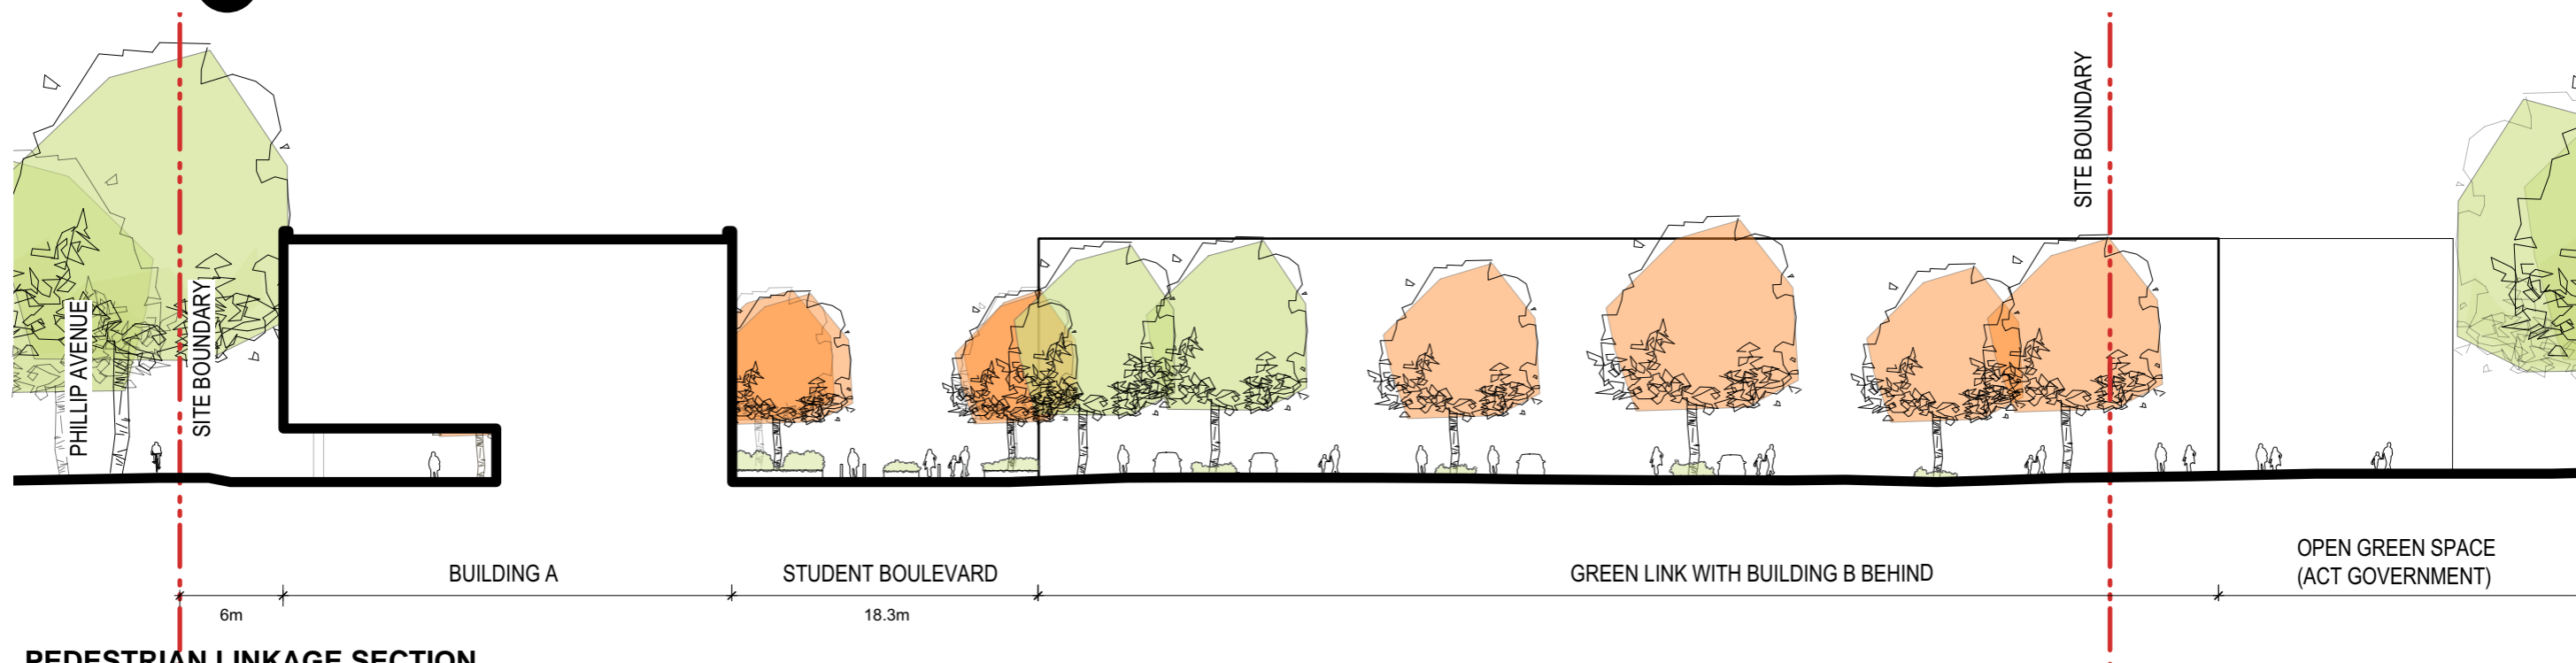 SITE BOUNDARY
PHILLIP AVENUE
SITE BOUNDARY
BUILDING A
STUDENT BOULEVARD
GREEN LINK WITH BUILDING B BEHIND
OPEN GREEN SPACE
(ACT GOVERNMENT)
6m
18.3m
PEDESTRIAN LINKAGE SECTION